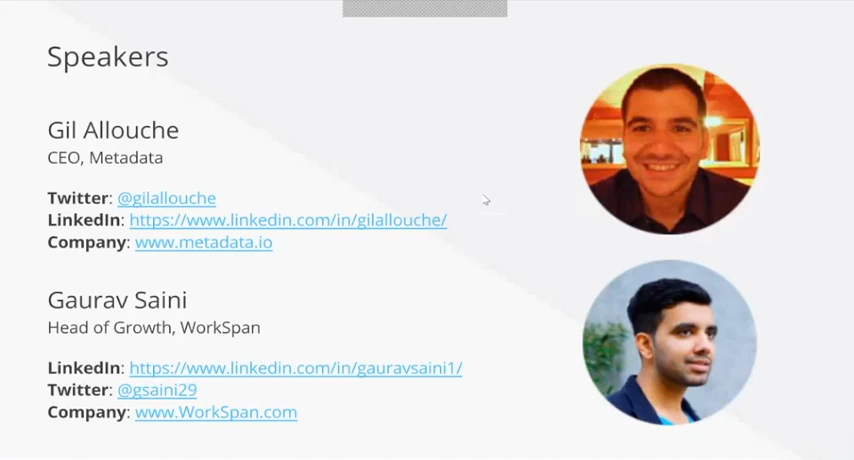 Speakers
Gil Allouche
CEO, Metadata
Twitter: @gilallouche
LinkedIn: https://www.linkedin.com/in/gilallouche/
Company: www.metadata.io
Gaurav Saini
Head of Growth, WorkSpan
LinkedIn: https://www.linkedin.com/in/gauravsaini1/
Twitter: @gsaini29
Company: www.WorkSpan.com